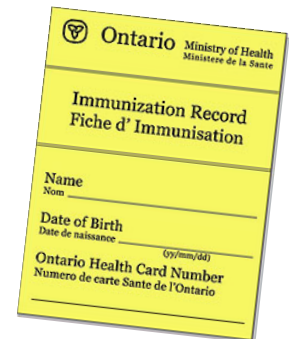 Ontario Ministry of Health
Ministere de la Sante
Immunization Record
Fiche d' Immunisation
Name
Nom
Date of Birth
Date de naissance
(yy/mm/dd)
Ontario Health Card Number
Numero de carte Sante de l'Ontario